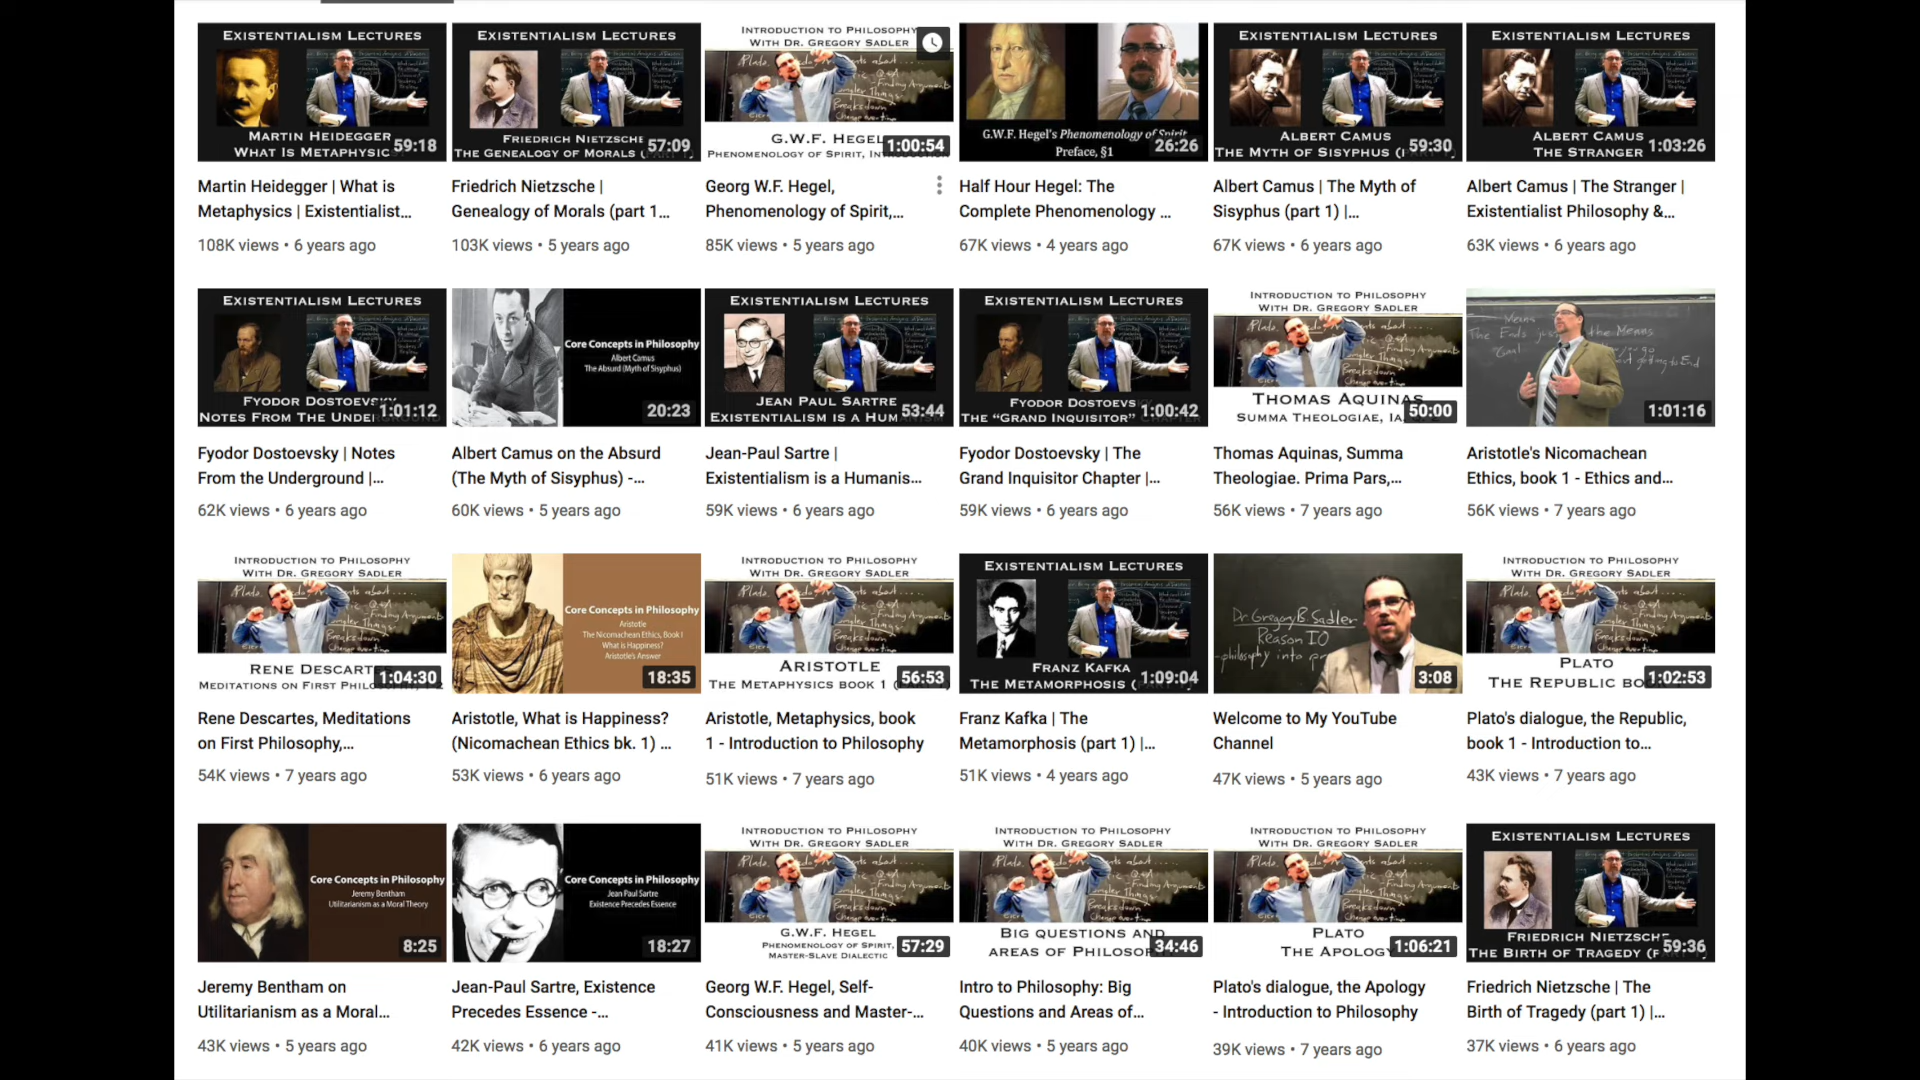 EXISTENTIALISM LECTURES
MARTIN HEIDEGGER
WHAT IS METAPHYSIC
59:18
Martin Heidegger | What is
Metaphysics | Existentialist...
108K views • 6 years ago
EXISTENTIALISM LECTURES
FRIEDRICH NIETZSCHE
THE GENEALOGY OF MORALS (
57:09
Friedrich Nietzsche |
Genealogy of Morals (part 1...
103K views • 5 years ago
INTRODUCTION TO PHILOSOPHY
WITH DR. GREGORY SADLER
G.W.F. HEGEL
PHENOMENOLOGY OF SPIRIT, INTRODUCTION
1:00:54
Georg W.F. Hegel,
Phenomenology of Spirit,...
85K views • 5 years ago
G.W.F. Hegel's Phenomenology of Spirit
Preface, §1
26:26
Half Hour Hegel: The
Complete Phenomenology ...
67K views • 4 years ago
EXISTENTIALISM LECTURES
ALBERT CAMUS
THE MYTH OF SISYPHUS (
59:30
Albert Camus | The Myth of
Sisyphus (part 1) |...
67K views • 6 years ago
EXISTENTIALISM LECTURES
ALBERT CAMUS
THE STRANGER
1:03:26
Albert Camus | The Stranger |
Existentialist Philosophy &...
63K views • 6 years ago
EXISTENTIALISM LECTURES
FYODOR DOSTOEVSKY
NOTES FROM THE UNDERGROUND
1:01:12
Fyodor Dostoevsky | Notes
From the Underground |...
62K views • 6 years ago
Core Concepts in Philosophy
Albert Camus
The Absurd (Myth of Sisyphus)
20:23
Albert Camus on the Absurd
(The Myth of Sisyphus) -...
60K views • 5 years ago
EXISTENTIALISM LECTURES
JEAN PAUL SARTRE
EXISTENTIALISM IS A HUM
53:44
Jean-Paul Sartre |
Existentialism is a Humanis...
59K views • 6 years ago
EXISTENTIALISM LECTURES
FYODOR DOSTOEVS
THE "GRAND INQUISITOR" CHAPTER
1:00:42
Fyodor Dostoevsky | The
Grand Inquisitor Chapter |...
59K views • 6 years ago
INTRODUCTION TO PHILOSOPHY
WITH DR. GREGORY SADLER
THOMAS AQUINAS
SUMMA THEOLOGIAE, IA
50:00
Thomas Aquinas, Summa
Theologiae. Prima Pars,...
56K views • 7 years ago
Means
The Ends just the Means
Goal
1:01:16
Aristotle's Nicomachean
Ethics, book 1 - Ethics and...
56K views • 7 years ago
INTRODUCTION TO PHILOSOPHY
WITH DR. GREGORY SADLER
RENE DESCARTES
MEDITATIONS ON FIRST PHILOSOPHY
1:04:30
Rene Descartes, Meditations
on First Philosophy,...
54K views • 7 years ago
Core Concepts in Philosophy
Aristotle
The Nicomachean Ethics, Book I
What is Happiness?
Aristotle's Answer
18:35
Aristotle, What is Happiness?
(Nicomachean Ethics bk. 1) ...
53K views • 6 years ago
INTRODUCTION TO PHILOSOPHY
WITH DR. GREGORY SADLER
ARISTOTLE
THE METAPHYSICS BOOK 1 (
56:53
Aristotle, Metaphysics, book
1 - Introduction to Philosophy
51K views • 7 years ago
EXISTENTIALISM LECTURES
FRANZ KAFKA
THE METAMORPHOSIS (
1:09:04
Franz Kafka | The
Metamorphosis (part 1) |...
51K views • 4 years ago
Dr Gregory B Sadler
Reason IO
philosophy into pr
3:08
Welcome to My YouTube
Channel
47K views • 5 years ago
INTRODUCTION TO PHILOSOPHY
WITH DR. GREGORY SADLER
PLATO
THE REPUBLIC BO
1:02:53
Plato's dialogue, the Republic,
book 1 - Introduction to...
43K views • 7 years ago
Core Concepts in Philosophy
Jeremy Bentham
Utilitarianism as a Moral Theory
8:25
Jeremy Bentham on
Utilitarianism as a Moral...
43K views • 5 years ago
Core Concepts in Philosophy
Jean Paul Sartre
Existence Precedes Essence
18:27
Jean-Paul Sartre, Existence
Precedes Essence -...
42K views • 6 years ago
INTRODUCTION TO PHILOSOPHY
WITH DR. GREGORY SADLER
G.W.F. HEGEL
PHENOMENOLOGY OF SPIRIT,
MASTER-SLAVE DIALECTIC
57:29
Georg W.F. Hegel, Self-
Consciousness and Master-...
41K views • 5 years ago
INTRODUCTION TO PHILOSOPHY
WITH DR. GREGORY SADLER
BIG QUESTIONS AND
AREAS OF PHILOSOPHY
34:46
Intro to Philosophy: Big
Questions and Areas of...
40K views • 5 years ago
INTRODUCTION TO PHILOSOPHY
WITH DR. GREGORY SADLER
PLATO
THE APOLOGY
1:06:21
Plato's dialogue, the Apology
- Introduction to Philosophy
39K views • 7 years ago
EXISTENTIALISM LECTURES
FRIEDRICH NIETZSCHE
THE BIRTH OF TRAGEDY (
59:36
Friedrich Nietzsche | The
Birth of Tragedy (part 1) |...
37K views • 6 years ago